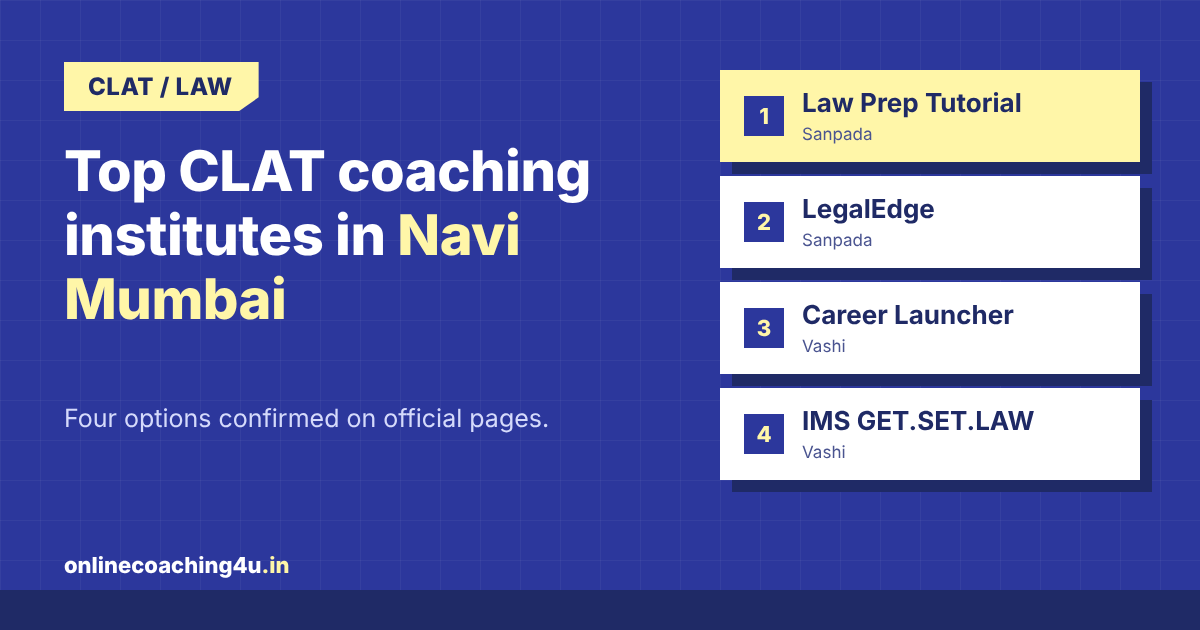 CLAT / LAW
Top CLAT coaching
institutes in Navi
Mumbai
Four options confirmed on official pages.
onlinecoaching4u.in
1
Law Prep Tutorial
Sanpada
2
LegalEdge
Sanpada
3
Career Launcher
Vashi
4
IMS GET.SET.LAW
Vashi